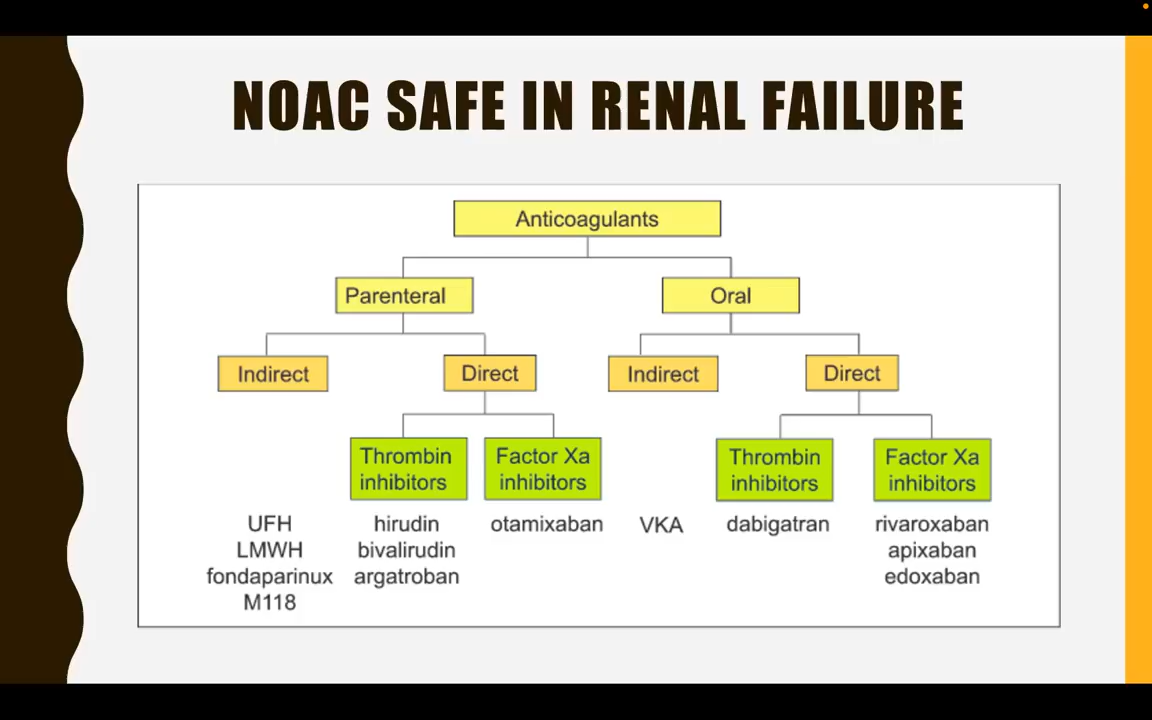 NOAC SAFE IN RENAL FAILURE
Anticoagulants
Parenteral
Oral
Indirect
Direct
Indirect
Direct
Thrombin
inhibitors
Factor Xa
inhibitors
Thrombin
inhibitors
Factor Xa
inhibitors
UFH
LMWH
fondaparinux
M118
hirudin
bivalirudin
argatroban
otamixaban
VKA
dabigatran
rivaroxaban
apixaban
edoxaban